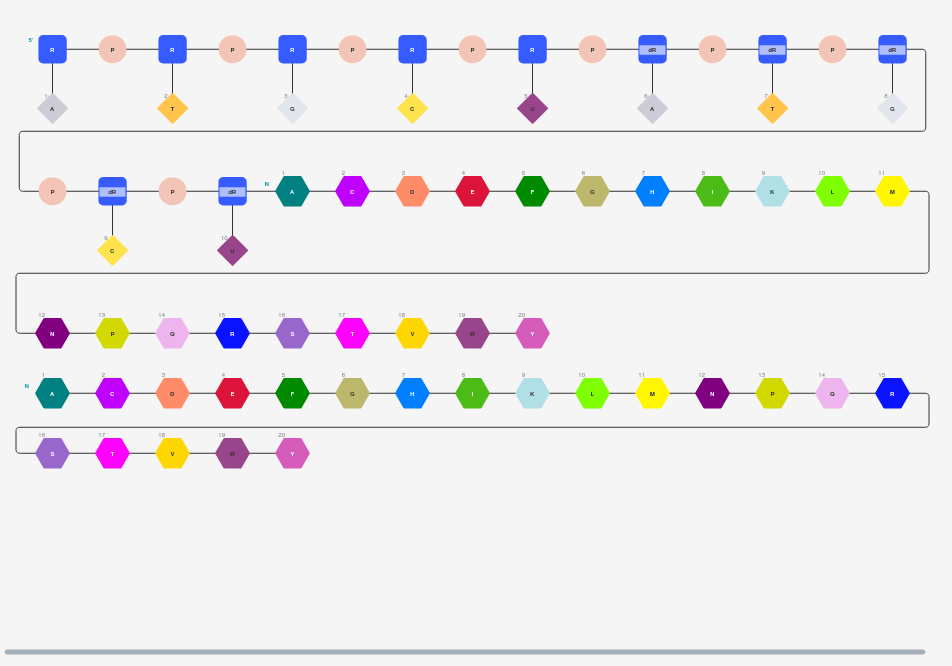 5' R P R P R P R P R P dR P dR P dR
1 2 3 4 5 6 7 8
A T G C U A T G
P dR P dR N A C D E F G H I K L M
1 2 3 4 5 6 7 8 9 10 11
9 10
C U
12 13 14 15 16 17 18 19 20
N P Q R S T V W Y
1 2 3 4 5 6 7 8 9 10 11 12 13 14 15
N A C D E F G H I K L M N P Q R
16 17 18 19 20
S T V W Y